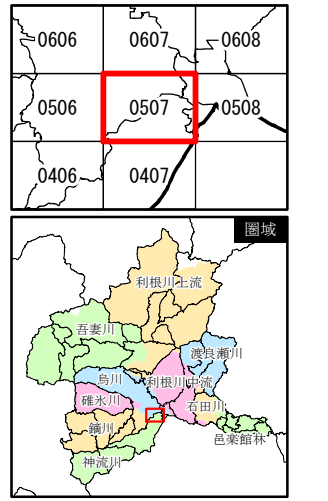 0606 0607 0608
0506 0507 0508
0406 0407
圏域
利根川上流
吾妻川
渡良瀬川
烏川 利根川中流
碓氷川
石田川
鏑川
邑楽館林
神流川